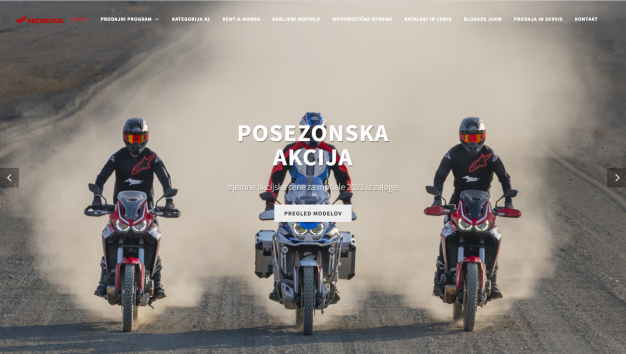 HONDA
PRODAJNI PROGRAM
KATEGORIJA A1
RENT-A-HONDA
RABLJENI MOTORJI
MOTORISTIČNA OPREMA
KATALOGI IN CENIK
BLOKADE 25KW
PRODAJA IN SERVIS
KONTAKT
POSEZONSKA
AKCIJA
Izjemne akcijske cene za modele 2023 iz zaloge.
PREGLED MODELOV